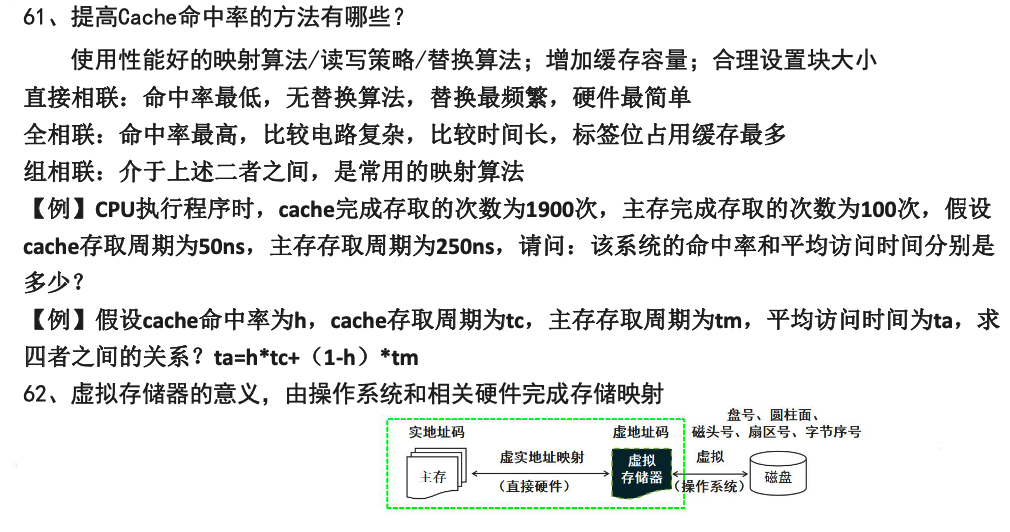 61、提高Cache命中率的方法有哪些?
使用性能好的映射算法/读写策略/替换算法；增加缓存容量；合理设置块大小
直接相联：命中率最低，无替换算法，替换最频繁，硬件最简单
全相联：命中率最高，比较电路复杂，比较时间长，标签位占用缓存最多
组相联：介于上述二者之间，是常用的映射算法
【例】CPU执行程序时，cache完成存取的次数为1900次，主存完成存取的次数为100次，假设
cache存取周期为50ns，主存存取周期为250ns，请问：该系统的命中率和平均访问时间分别是
多少？
【例】假设cache命中率为h，cache存取周期为tc，主存存取周期为tm，平均访问时间为ta，求
四者之间的关系？ta=h*tc+（1-h）*tm
62、虚拟存储器的意义，由操作系统和相关硬件完成存储映射
盘号、圆柱面、
实地址码 虚地址码 磁头号、扇区号、字节序号
虚实地址映射 虚拟 虚拟
主存 存储器 磁盘
（直接硬件） （操作系统）